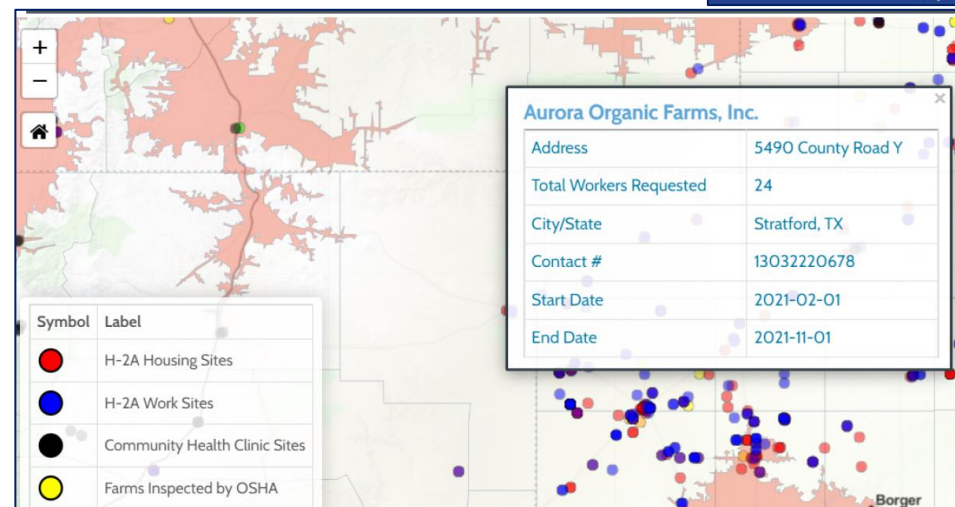 +
−
Aurora Organic Farms, Inc.
×
Address 5490 County Road Y
Total Workers Requested 24
City/State Stratford, TX
Contact # 13032220678
Start Date 2021-02-01
End Date 2021-11-01
Symbol Label
H-2A Housing Sites
H-2A Work Sites
Community Health Clinic Sites
Farms Inspected by OSHA
Borger